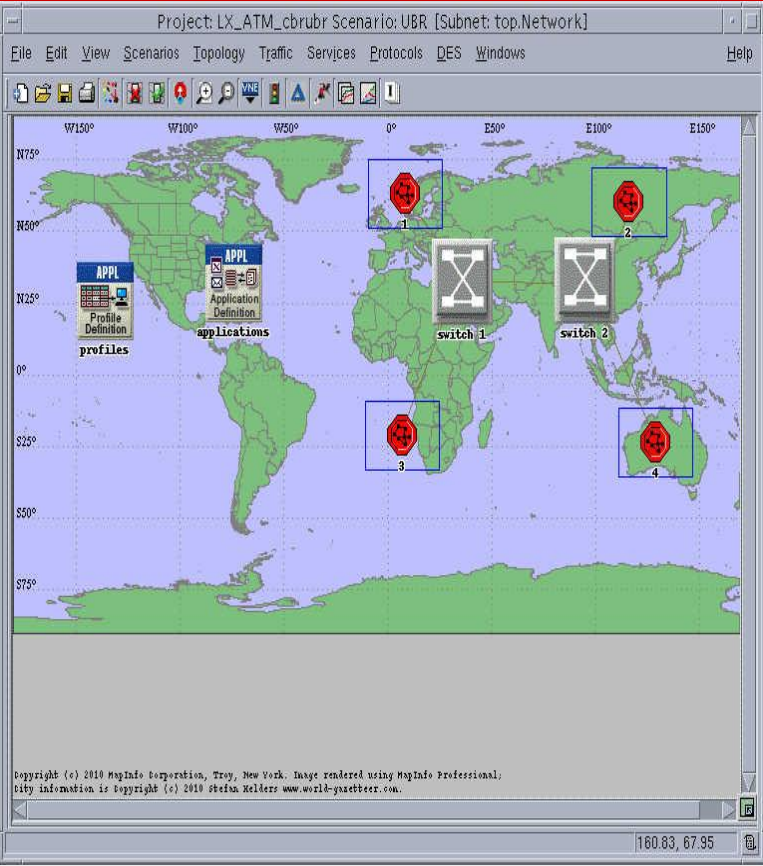 Project: LX_ATM_cbrubr Scenario: UBR [Subnet: top.Network]
File Edit View Scenarios Topology Traffic Services Protocols DES Windows Help
VNE
W150° W100° W50° 0° E50° E100° E150°
N75°
1
2
N50°
APPL
Application
Definition
applications
APPL
Profile
Definition
profiles
N25°
switch 1
switch 2
0°
S25°
3
4
S50°
S75°
Copyright (c) 2010 MapInfo Corporation, Troy, New York. Image rendered using MapInfo Professional;
City information is Copyright (c) 2010 Stefan Helders www.world-gazetteer.com.
160.83, 67.95